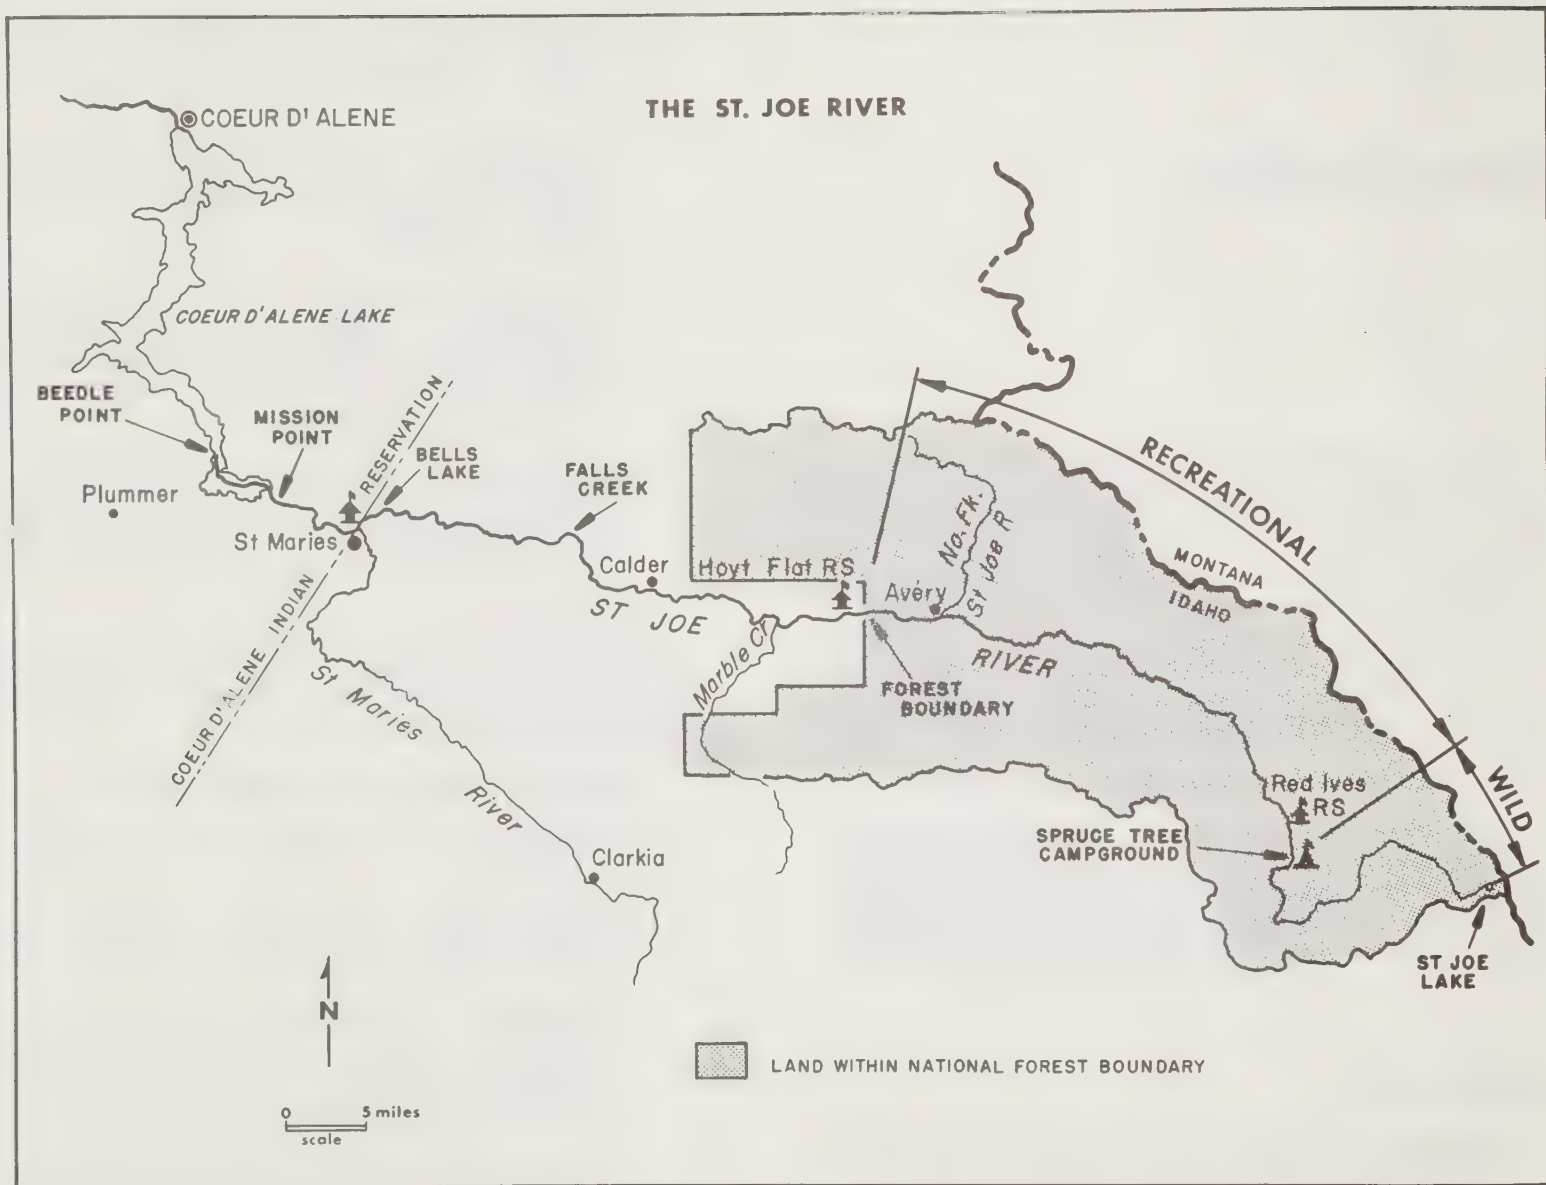 THE ST. JOE RIVER
COEUR D' ALENE
COEUR D'ALENE LAKE
BEEDLE
POINT
MISSION
POINT
RESERVATION
BELLS
LAKE
FALLS
CREEK
Plummer
St Maries
Calder
Hoyt Flat RS
Avery
No. Fk.
St Joe R
ST JOE
RIVER
RECREATIONAL
MONTANA
IDAHO
COEUR D'ALENE INDIAN
St Maries
River
Marble Cr
FOREST
BOUNDARY
Red Ives
RS
WILD
SPRUCE TREE
CAMPGROUND
Clarkia
ST JOE
LAKE
N
LAND WITHIN NATIONAL FOREST BOUNDARY
0 5 miles
scale